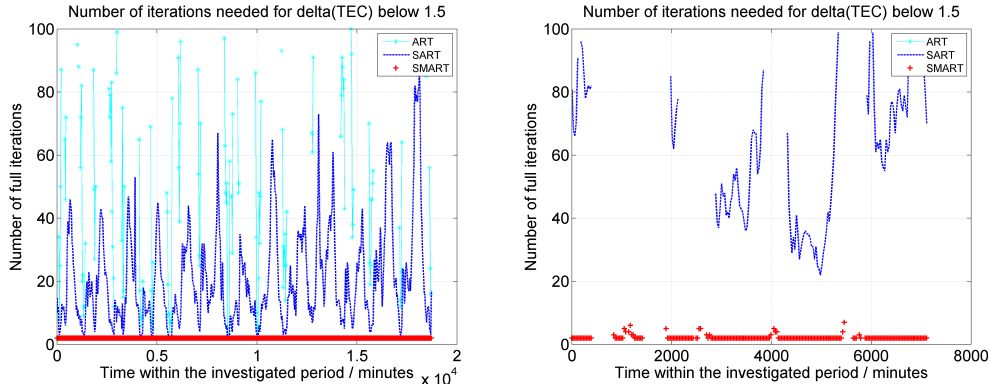 Number of iterations needed for delta(TEC) below 1.5
Number of full iterations
100
80
60
40
20
0
0
0.5
1
1.5
2
x 10^4
Time within the investigated period / minutes
ART
SART
SMART
Number of iterations needed for delta(TEC) below 1.5
Number of full iterations
100
80
60
40
20
0
0
2000
4000
6000
8000
Time within the investigated period / minutes
ART
SART
SMART